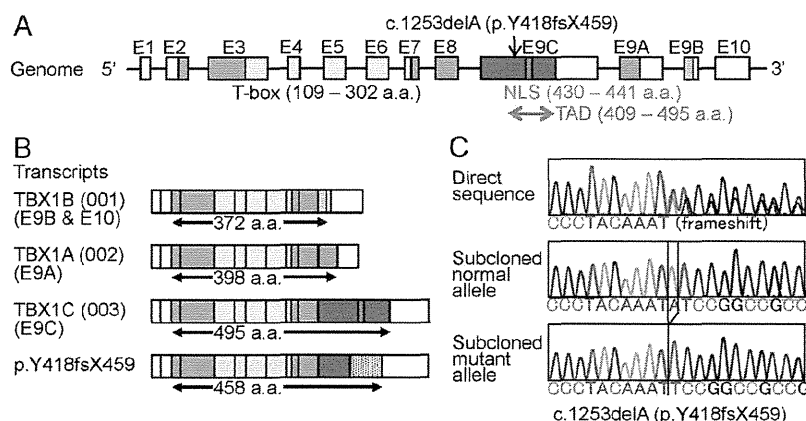 A
c.1253delA (p.Y418fsX459)
E1 E2 E3 E4 E5 E6 E7 E8 E9C E9A E9B E10
Genome 5' 3'
T-box (109 – 302 a.a.)
NLS (430 – 441 a.a.)
TAD (409 – 495 a.a.)
B
Transcripts
TBX1B (001)
(E9B & E10)
372 a.a.
TBX1A (002)
(E9A)
398 a.a.
TBX1C (003)
(E9C)
495 a.a.
p.Y418fsX459
458 a.a.
C
Direct
sequence
CCCTACAAAT (frameshift)
Subcloned
normal
allele
CCCTACAAATATCCGGCCGCC
Subcloned
mutant
allele
CCCTACAAATTCCGGCCGCCG
c.1253delA (p.Y418fsX459)